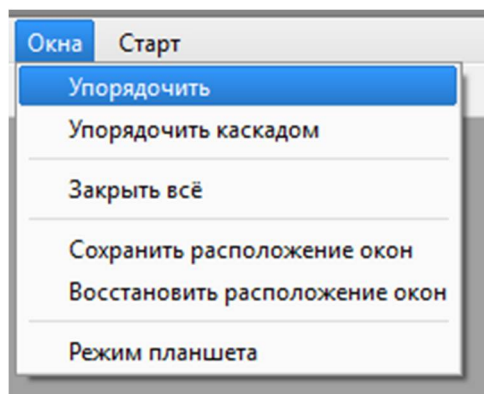 Окна Старт
Упорядочить
Упорядочить каскадом
Закрыть всё
Сохранить расположение окон
Восстановить расположение окон
Режим планшета